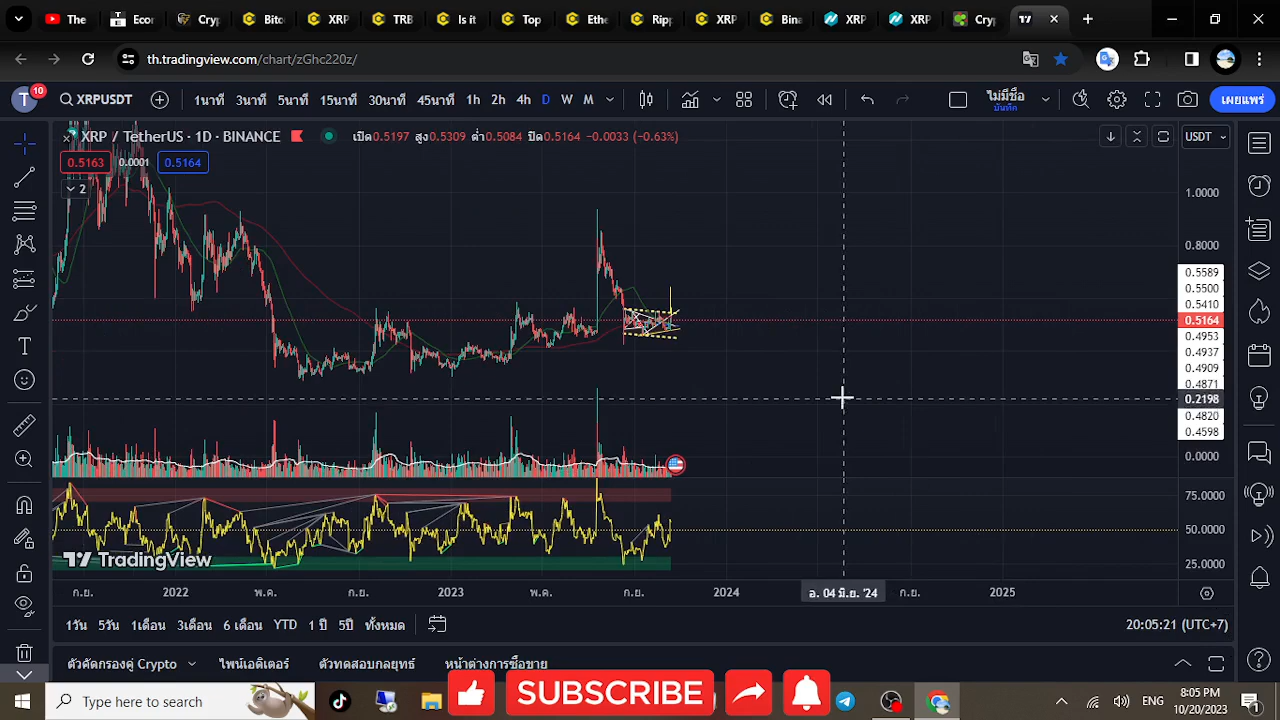 The
Econ
Cryp
Bitc
XRP
TRB
Is it
Top
Ethe
Ripp
XRP
Bina
XRP
XRP
Cryp
th.tradingview.com/chart/zGhc220z/
T
10
XRPUSDT
1นาที
3นาที
5นาที
15นาที
30นาที
45นาที
1h
2h
4h
D
W
M
ไม่มีชื่อ
บันทึก
เผยแพร่
XRP / TetherUS · 1D · BINANCE
เปิด0.5197 สูง0.5309 ต่ำ0.5084 ปิด0.5164 −0.0033 (−0.63%)
USDT
0.5163
0.0001
0.5164
2
1.0000
0.8000
0.5589
0.5500
0.5410
0.5164
0.4953
0.4937
0.4909
0.4871
0.2198
0.4820
0.4598
0.0000
75.0000
50.0000
25.0000
TradingView
ก.ย.
2022
พ.ค.
ก.ย.
2023
พ.ค.
ก.ย.
2024
อ. 04 มิ.ย. '24
ก.ย.
2025
1วัน
5วัน
1เดือน
3เดือน
6 เดือน
YTD
1 ปี
5ปี
ทั้งหมด
20:05:21 (UTC+7)
ตัวคัดกรองคู่ Crypto
ไพน์เอดิเตอร์
ตัวทดสอบกลยุทธ์
หน้าต่างการซื้อขาย
Type here to search
SUBSCRIBE
ENG
8:05 PM
10/20/2023
1